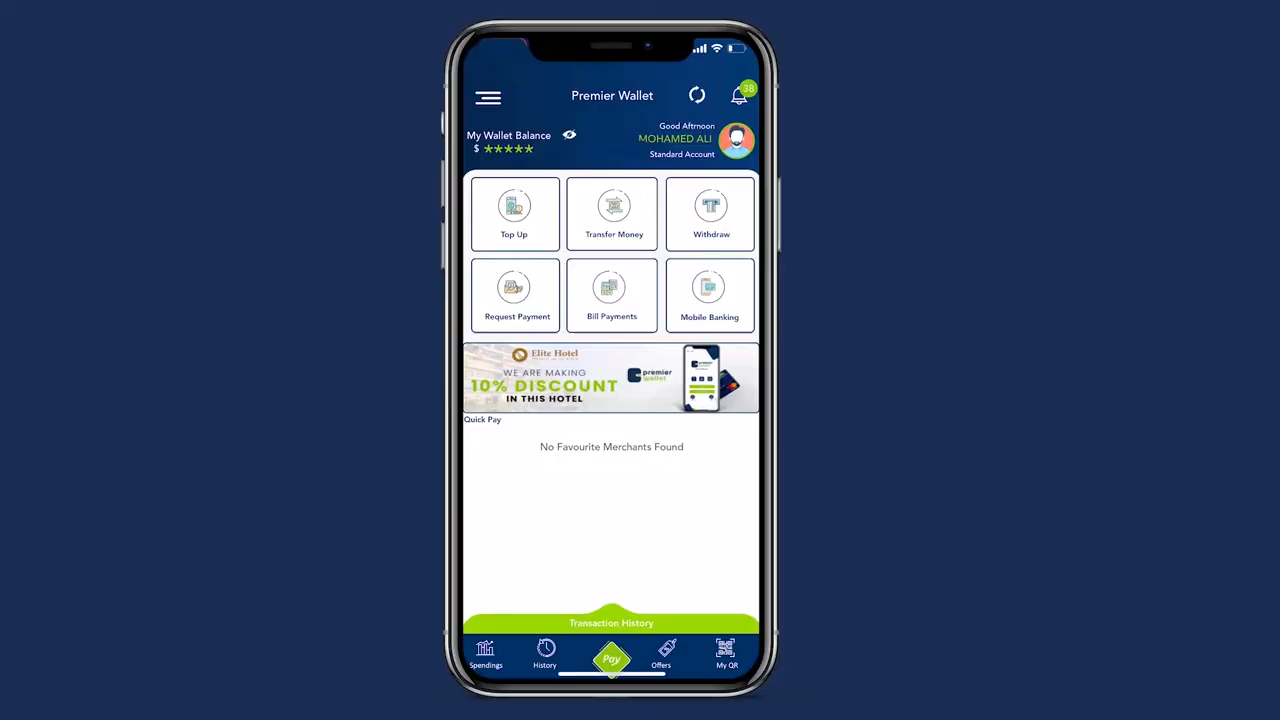 Premier Wallet
38
My Wallet Balance
$ *****
Good Aftrnoon
MOHAMED ALI
Standard Account
Top Up
Transfer Money
Withdraw
Request Payment
Bill Payments
Mobile Banking
Elite Hotel
WE ARE MAKING
10% DISCOUNT
IN THIS HOTEL
premier
wallet
Quick Pay
No Favourite Merchants Found
Transaction History
Spendings
History
Pay
Offers
My QR